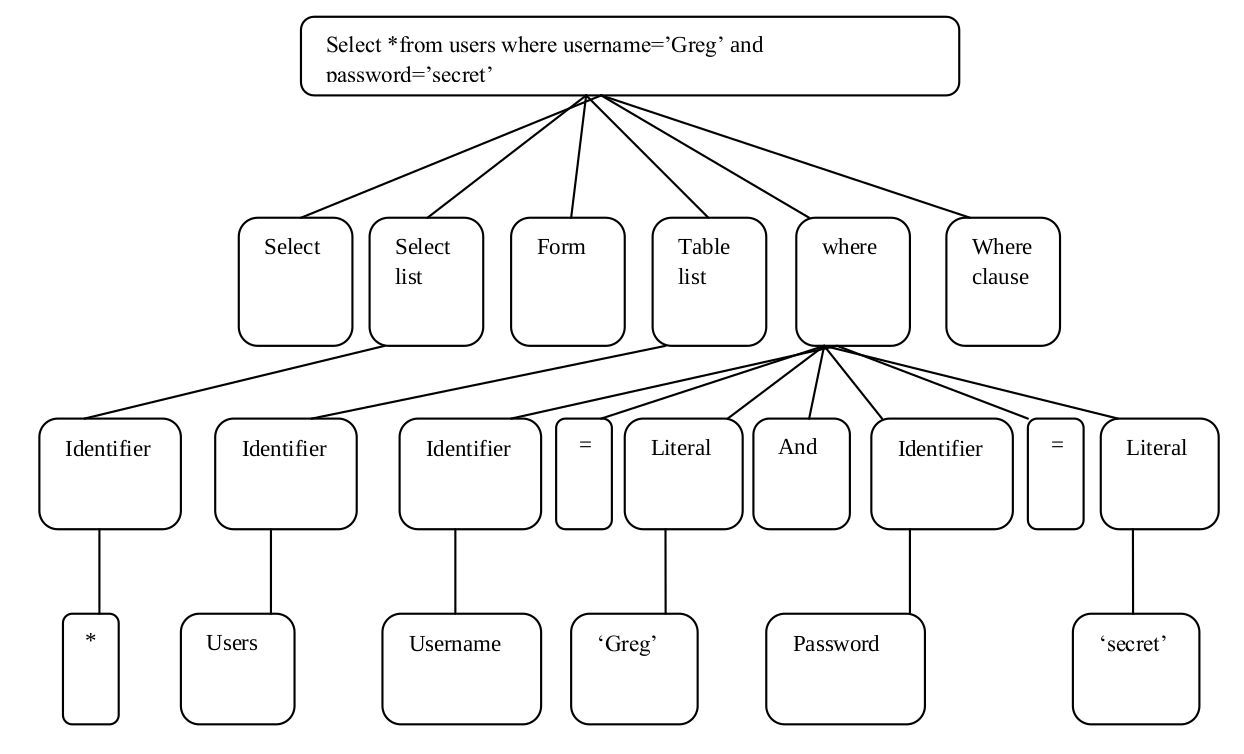 Select *from users where username=’Greg’ and
password=’secret’
Select
Select
list
Form
Table
list
where
Where
clause
Identifier
Identifier
Identifier
=
Literal
And
Identifier
=
Literal
*
Users
Username
‘Greg’
Password
‘secret’